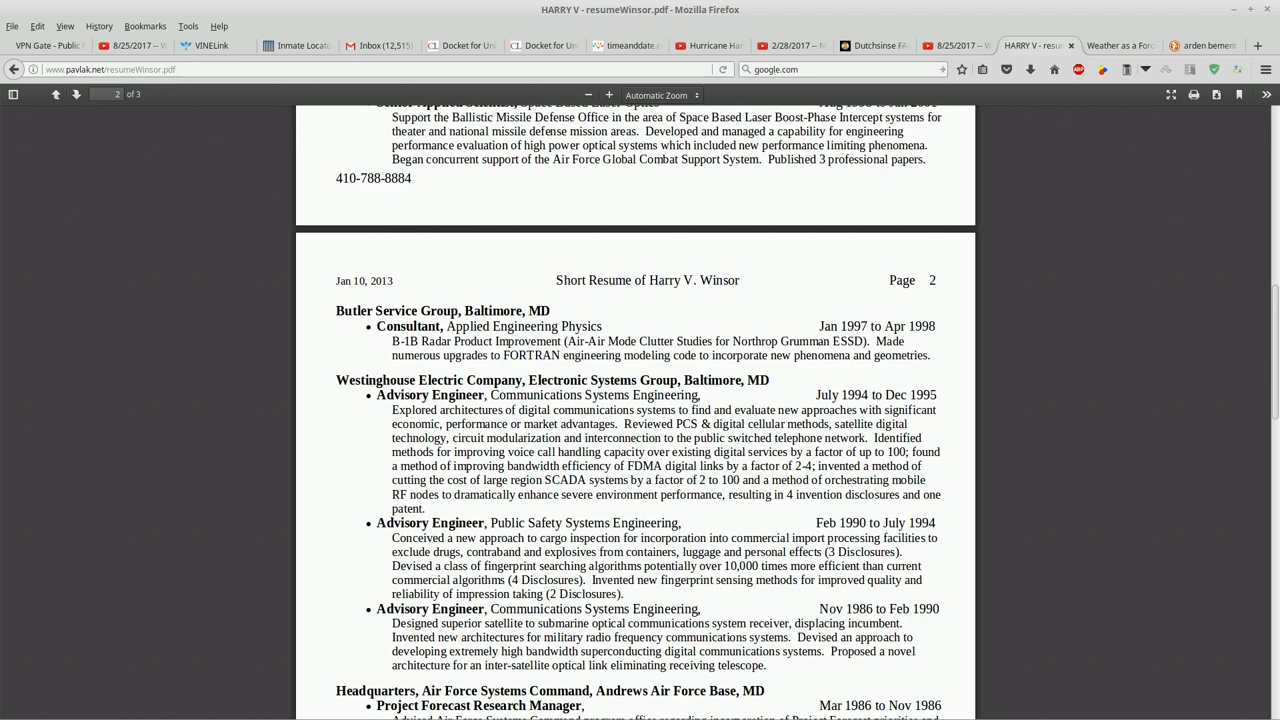 HARRY V - resumeWinsor.pdf - Mozilla Firefox
File Edit View History Bookmarks Tools Help
VPN Gate - Public 8/25/2017 -- W VINELink Inmate Locat Inbox (12,515) Docket for Un Docket for Un timeanddate.c Hurricane Ha 2/28/2017 -- N Dutchsinse FA 8/25/2017 -- W HARRY V - resu Weather as a For arden bement
www.pavlak.net/resumeWinsor.pdf google.com
2 of 3 Automatic Zoom
Senior Applied Scientist, Space Based Laser Optics
Support the Ballistic Missile Defense Office in the area of Space Based Laser Boost-Phase Intercept systems for
theater and national missile defense mission areas. Developed and managed a capability for engineering
performance evaluation of high power optical systems which included new performance limiting phenomena.
Began concurrent support of the Air Force Global Combat Support System. Published 3 professional papers.
410-788-8884
Jan 10, 2013 Short Resume of Harry V. Winsor Page 2
Butler Service Group, Baltimore, MD
• Consultant, Applied Engineering Physics Jan 1997 to Apr 1998
B-1B Radar Product Improvement (Air-Air Mode Clutter Studies for Northrop Grumman ESSD). Made
numerous upgrades to FORTRAN engineering modeling code to incorporate new phenomena and geometries.
Westinghouse Electric Company, Electronic Systems Group, Baltimore, MD
• Advisory Engineer, Communications Systems Engineering, July 1994 to Dec 1995
Explored architectures of digital communications systems to find and evaluate new approaches with significant
economic, performance or market advantages. Reviewed PCS & digital cellular methods, satellite digital
technology, circuit modularization and interconnection to the public switched telephone network. Identified
methods for improving voice call handling capacity over existing digital services by a factor of up to 100; found
a method of improving bandwidth efficiency of FDMA digital links by a factor of 2-4; invented a method of
cutting the cost of large region SCADA systems by a factor of 2 to 100 and a method of orchestrating mobile
RF nodes to dramatically enhance severe environment performance, resulting in 4 invention disclosures and one
patent.
• Advisory Engineer, Public Safety Systems Engineering, Feb 1990 to July 1994
Conceived a new approach to cargo inspection for incorporation into commercial import processing facilities to
exclude drugs, contraband and explosives from containers, luggage and personal effects (3 Disclosures).
Devised a class of fingerprint searching algorithms potentially over 10,000 times more efficient than current
commercial algorithms (4 Disclosures). Invented new fingerprint sensing methods for improved quality and
reliability of impression taking (2 Disclosures).
• Advisory Engineer, Communications Systems Engineering, Nov 1986 to Feb 1990
Designed superior satellite to submarine optical communications system receiver, displacing incumbent.
Invented new architectures for military radio frequency communications systems. Devised an approach to
developing extremely high bandwidth superconducting digital communications systems. Proposed a novel
architecture for an inter-satellite optical link eliminating receiving telescope.
Headquarters, Air Force Systems Command, Andrews Air Force Base, MD
• Project Forecast Research Manager, Mar 1986 to Nov 1986